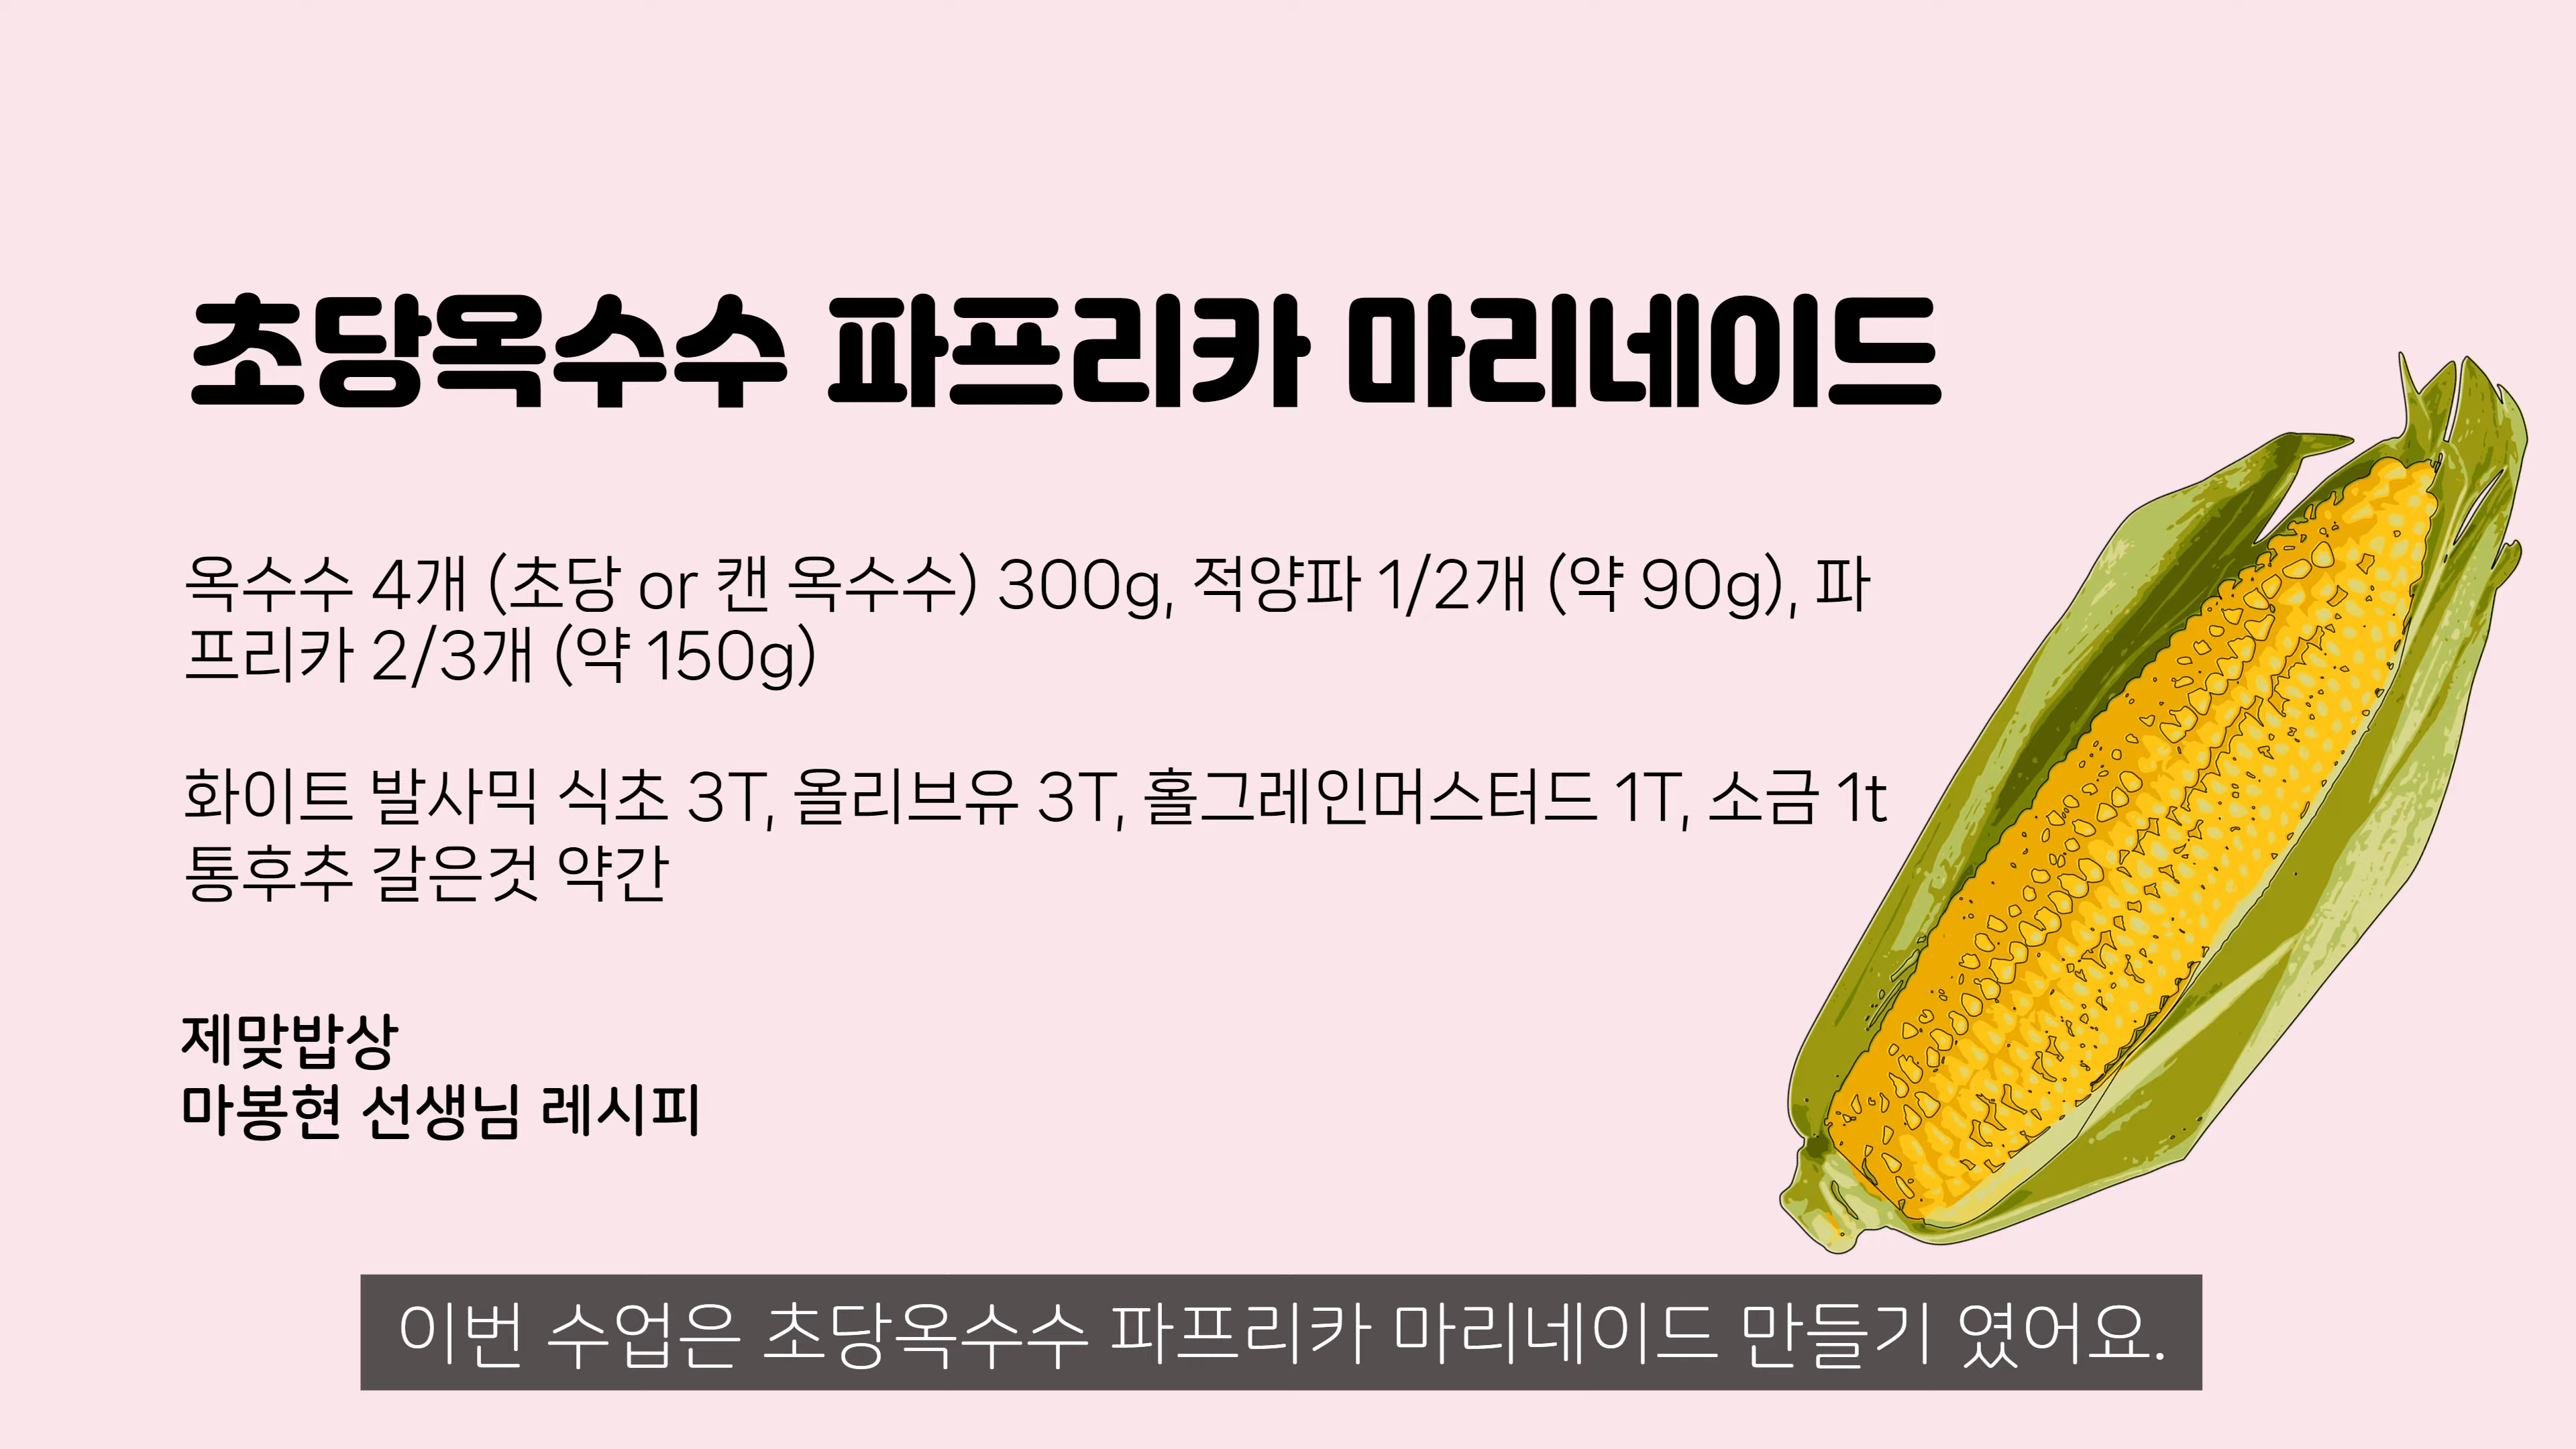 초당옥수수 파프리카 마리네이드
옥수수 4개 (초당 or 캔 옥수수) 300g, 적양파 1/2개 (약 90g), 파
프리카 2/3개 (약 150g)
화이트 발사믹 식초 3T, 올리브유 3T, 홀그레인머스터드 1T, 소금 1t
통후추 갈은것 약간
제맞밥상
마봉현 선생님 레시피
이번 수업은 초당옥수수 파프리카 마리네이드 만들기 였어요.